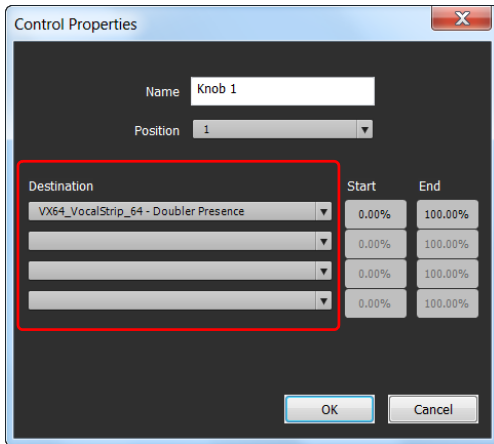 Control Properties
Name Knob 1
Position 1
Destination Start End
VX64_VocalStrip_64 - Doubler Presence 0.00% 100.00%
0.00% 100.00%
0.00% 100.00%
0.00% 100.00%
OK Cancel